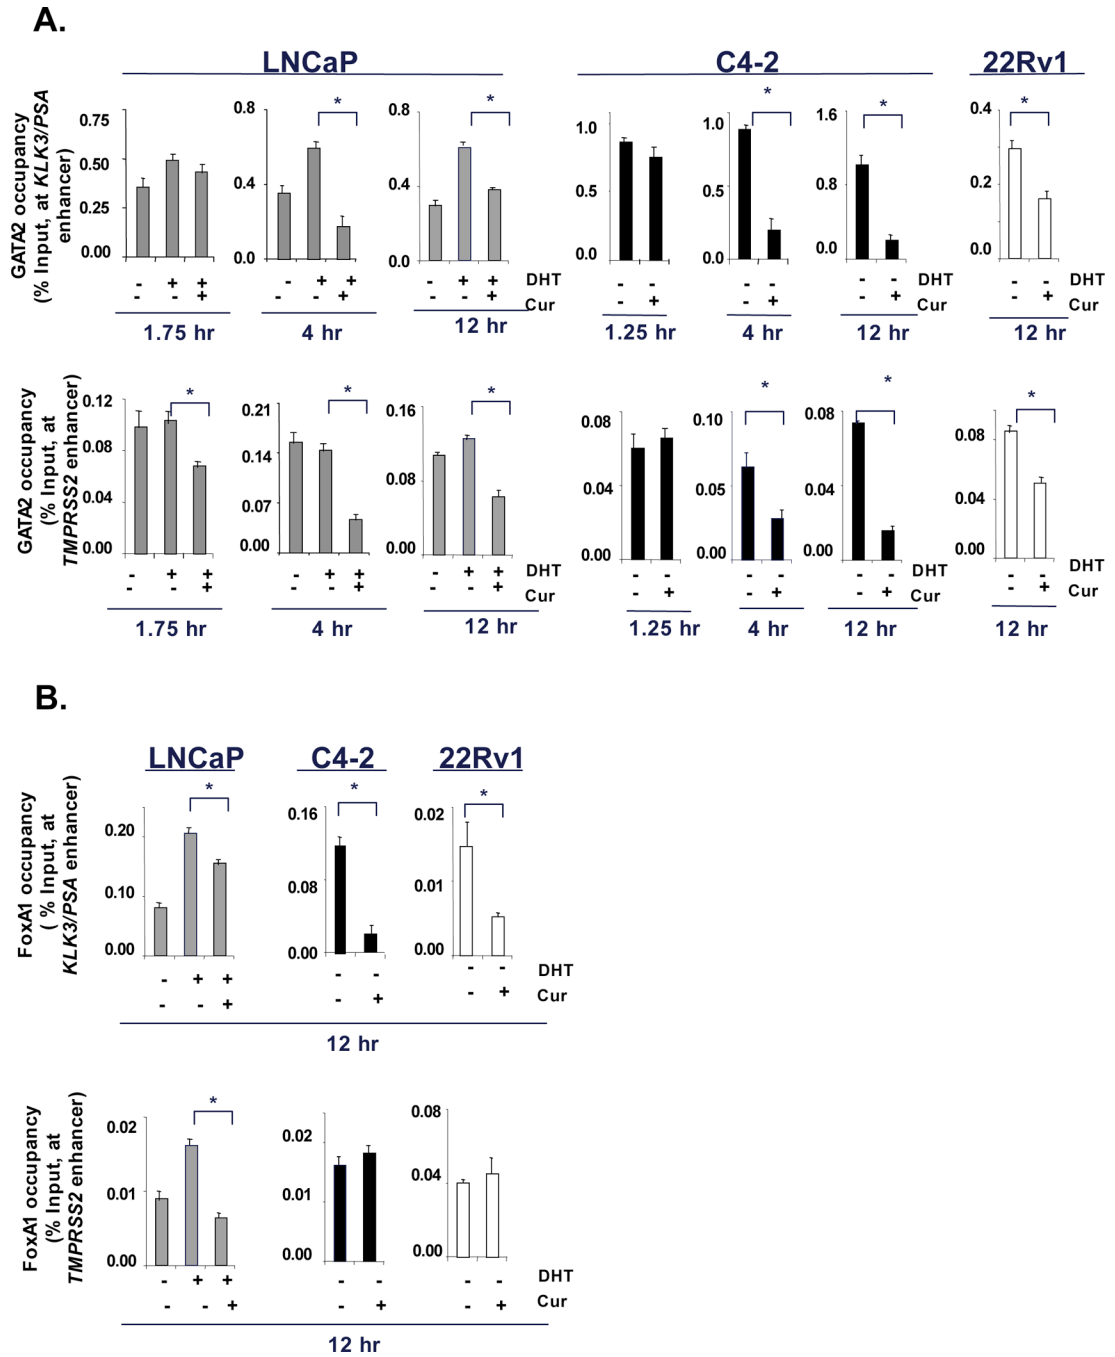 A.
LNCaP
C4-2
22Rv1
GATA2 occupancy
(% Input, at KLK3/PSA
enhancer)
0.75
0.50
0.25
0.00
- + +
- - +
1.75 hr
*
0.8
0.4
0.0
- + +
- - +
4 hr
*
0.8
0.4
0.0
- + + DHT
- - + Cur
12 hr
1.0
0.5
0.0
- -
- +
1.25 hr
*
1.0
0.5
0.0
- -
- +
4 hr
*
1.6
0.8
0.0
- -
- +
12 hr
*
0.4
0.2
0.0
- - DHT
- + Cur
12 hr
GATA2 occupancy
(% Input, at
TMPRSS2 enhancer)
*
0.12
0.08
0.04
0.00
- + +
- - +
1.75 hr
*
0.21
0.14
0.07
0.00
- + +
- - +
4 hr
*
0.16
0.08
0.00
- + + DHT
- - + Cur
12 hr
0.08
0.04
0.00
- -
- +
1.25 hr
*
0.10
0.05
0.00
- -
- +
4 hr
*
0.08
0.04
0.00
- -
- +
12 hr
*
0.08
0.04
0.00
- - DHT
- + Cur
12 hr
B.
LNCaP
C4-2
22Rv1
FoxA1 occupancy
( % Input, at
KLK3/PSA enhancer)
*
0.20
0.10
0.00
- + +
- - +
*
0.16
0.08
0.00
- -
- +
*
0.02
0.01
0.00
- - DHT
- + Cur
12 hr
FoxA1 occupancy
(% Input, at
TMPRSS2 enhancer)
*
0.02
0.01
0.00
- + +
- - +
0.02
0.01
0.00
- -
- +
0.08
0.04
0.00
- - DHT
- + Cur
12 hr